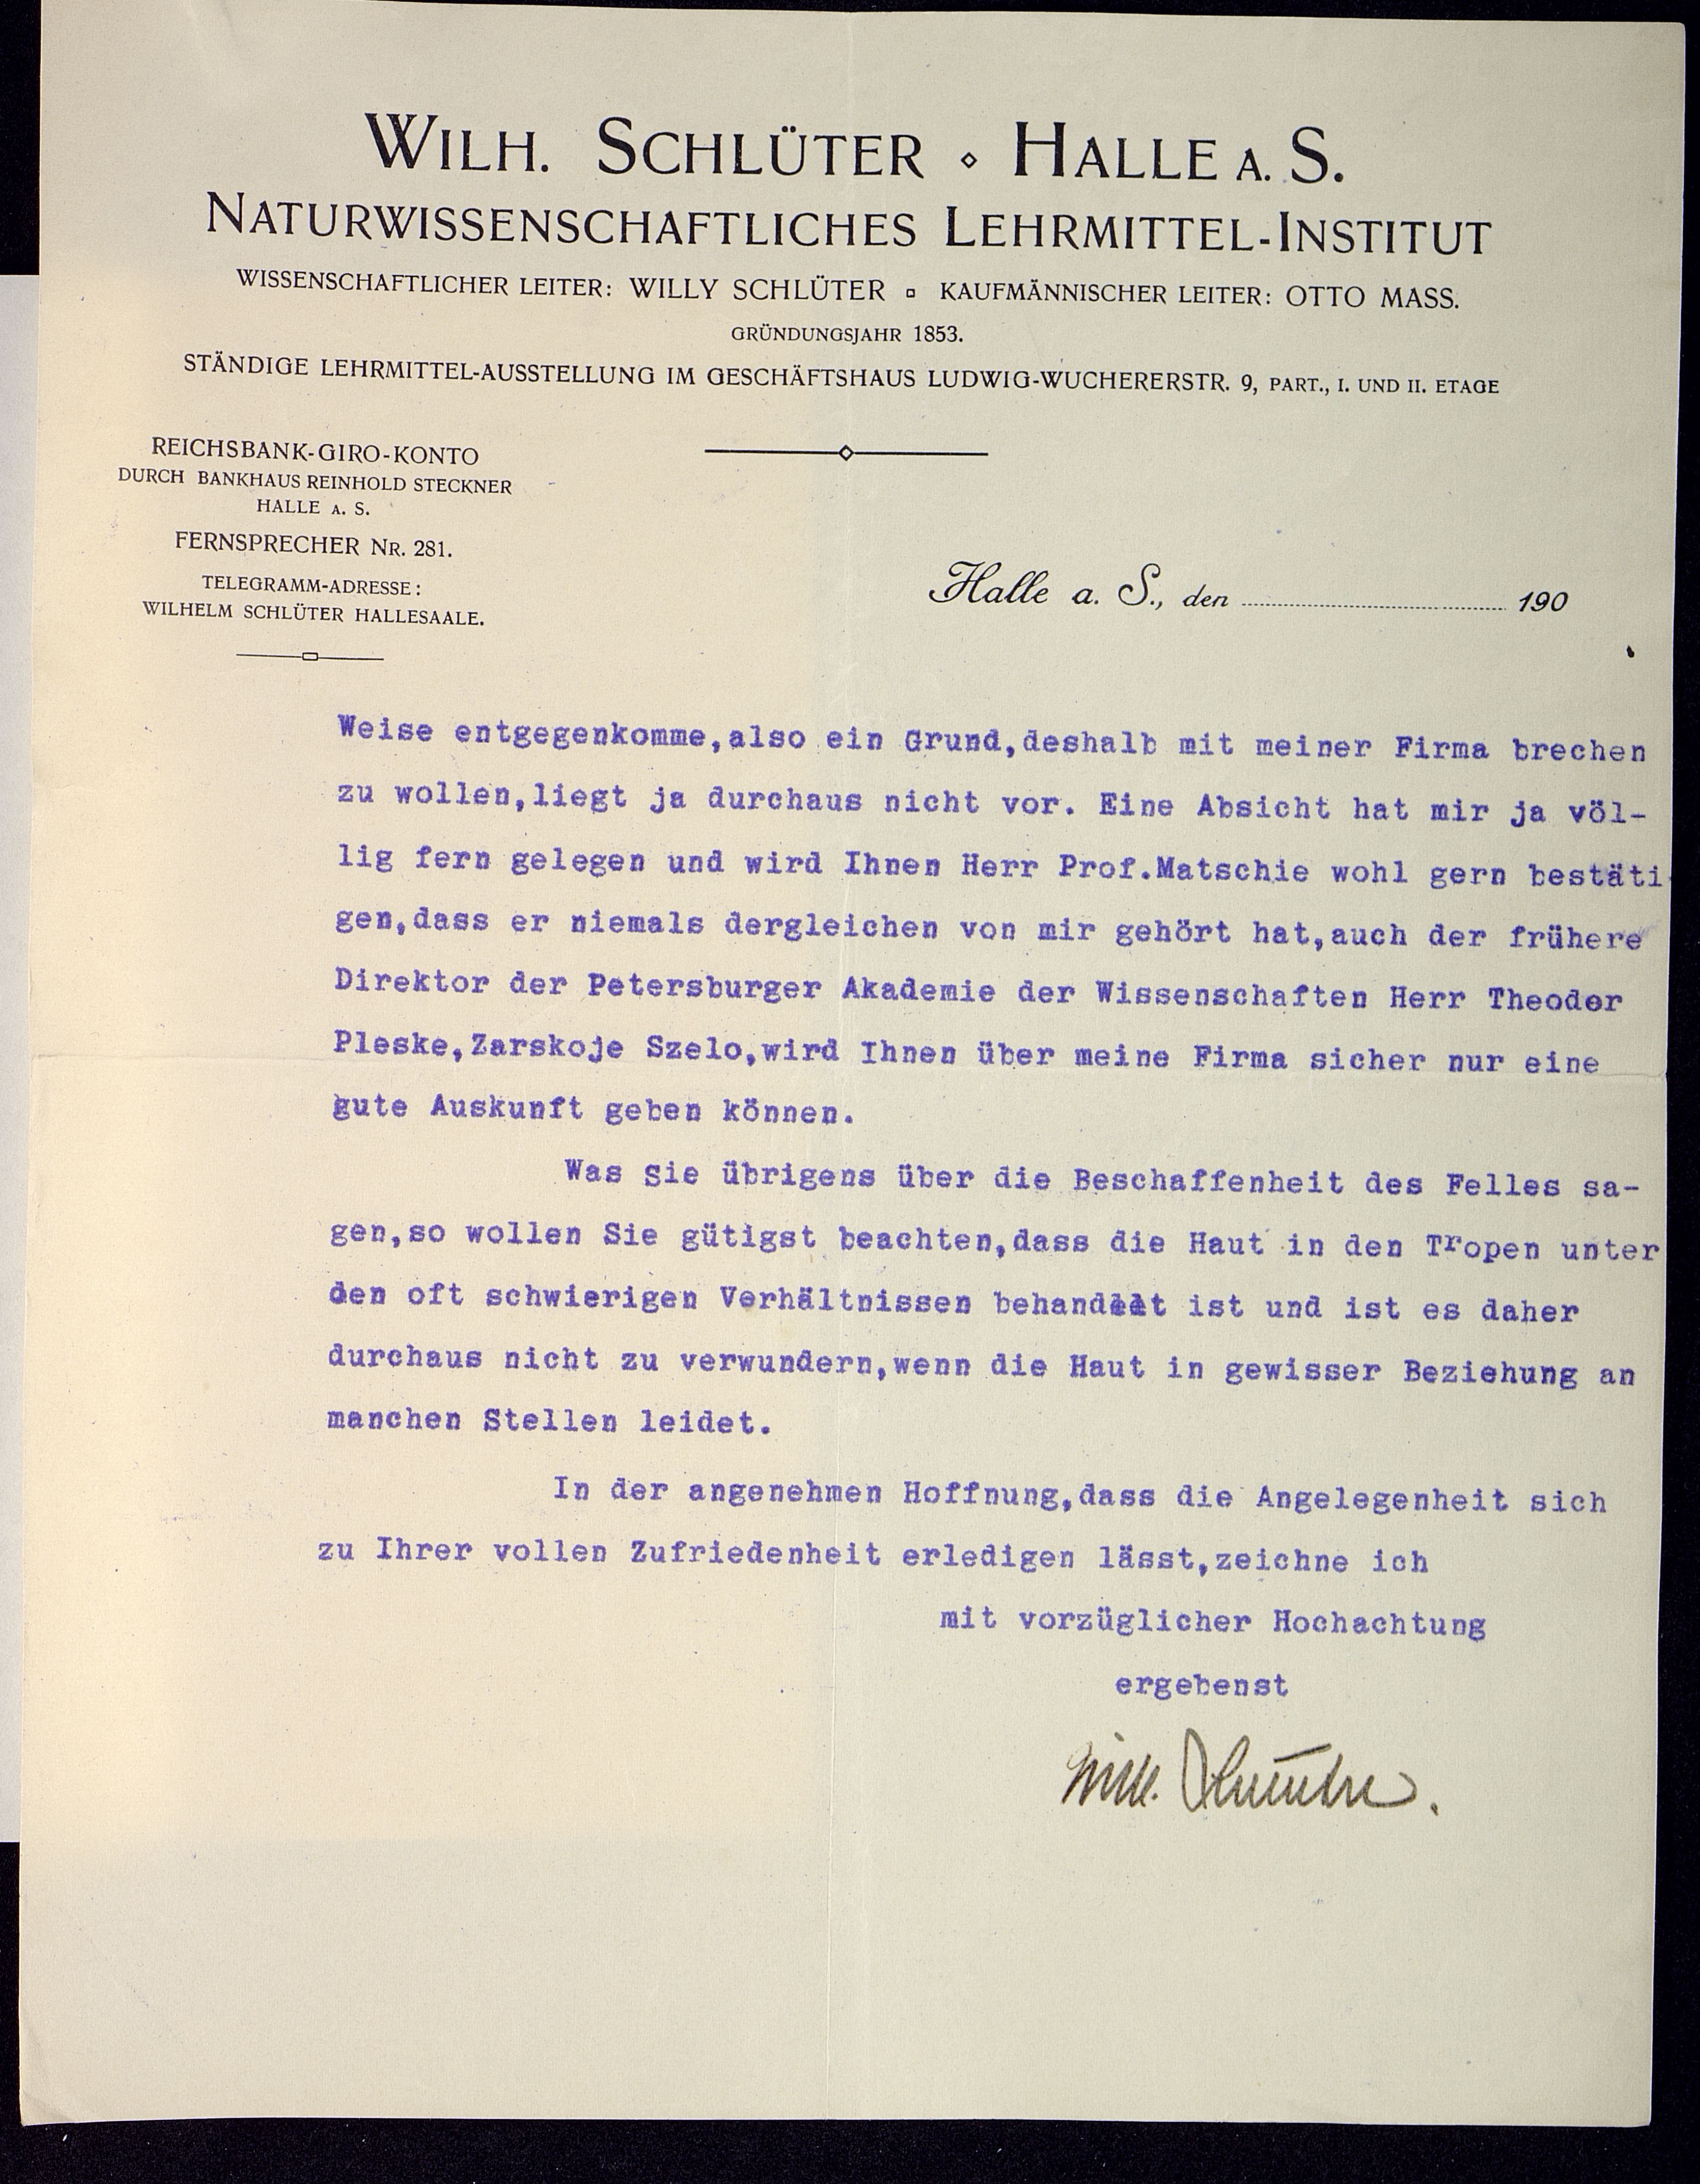 WILH. SCHLÜTER ⋄ HALLE A. S.
NATURWISSENSCHAFTLICHES LEHRMITTEL-INSTITUT
WISSENSCHAFTLICHER LEITER: WILLY SCHLÜTER ▫ KAUFMÄNNISCHER LEITER: OTTO MASS.
GRÜNDUNGSJAHR 1853.
STÄNDIGE LEHRMITTEL-AUSSTELLUNG IM GESCHÄFTSHAUS LUDWIG-WUCHERERSTR. 9, PART., I. UND II. ETAGE
REICHSBANK-GIRO-KONTO
DURCH BANKHAUS REINHOLD STECKNER
HALLE A. S.
FERNSPRECHER NR. 281.
TELEGRAMM-ADRESSE:
WILHELM SCHLÜTER HALLESAALE.
Halle a. S., den ........................ 190
Weise entgegenkomme,also ein Grund,deshalb mit meiner Firma brechen
zu wollen,liegt ja durchaus nicht vor. Eine Absicht hat mir ja völ-
lig fern gelegen und wird Ihnen Herr Prof.Matschie wohl gern bestäti
gen,dass er niemals dergleichen von mir gehört hat,auch der frühere
Direktor der Petersburger Akademie der Wissenschaften Herr Theodor
Pleske,Zarskoje Szelo,wird Ihnen über meine Firma sicher nur eine
gute Auskunft geben können.
Was Sie übrigens über die Beschaffenheit des Felles sa-
gen,so wollen Sie gütigst beachten,dass die Haut in den Tropen unter
den oft schwierigen Verhältnissen behandelt ist und ist es daher
durchaus nicht zu verwundern,wenn die Haut in gewisser Beziehung an
manchen Stellen leidet.
In der angenehmen Hoffnung,dass die Angelegenheit sich
zu Ihrer vollen Zufriedenheit erledigen lässt,zeichne ich
mit vorzüglicher Hochachtung
ergebenst
Wilh. Schlüter.